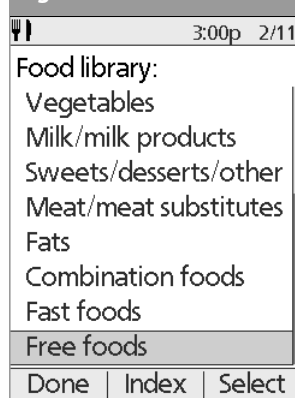 3:00p 2/11
Food library:
Vegetables
Milk/milk products
Sweets/desserts/other
Meat/meat substitutes
Fats
Combination foods
Fast foods
Free foods
Done | Index | Select